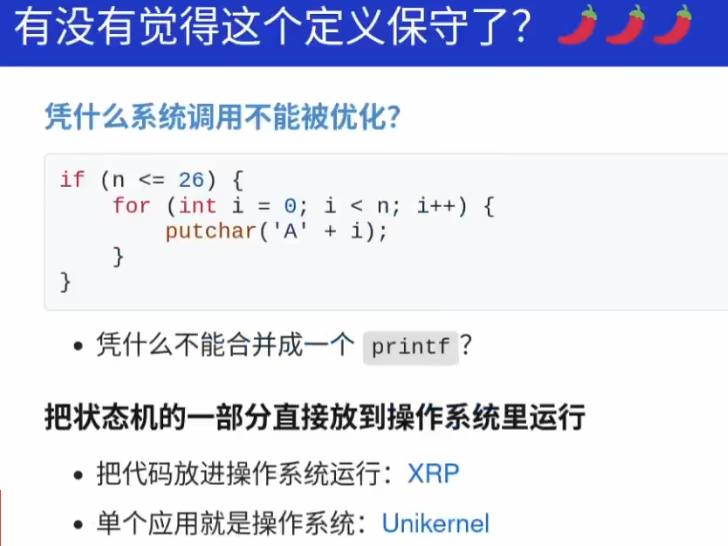 有没有觉得这个定义保守了？🌶️🌶️🌶️
凭什么系统调用不能被优化?
if (n <= 26) {
    for (int i = 0; i < n; i++) {
        putchar('A' + i);
    }
}
• 凭什么不能合并成一个 printf?
把状态机的一部分直接放到操作系统里运行
• 把代码放进操作系统运行：XRP
• 单个应用就是操作系统：Unikernel